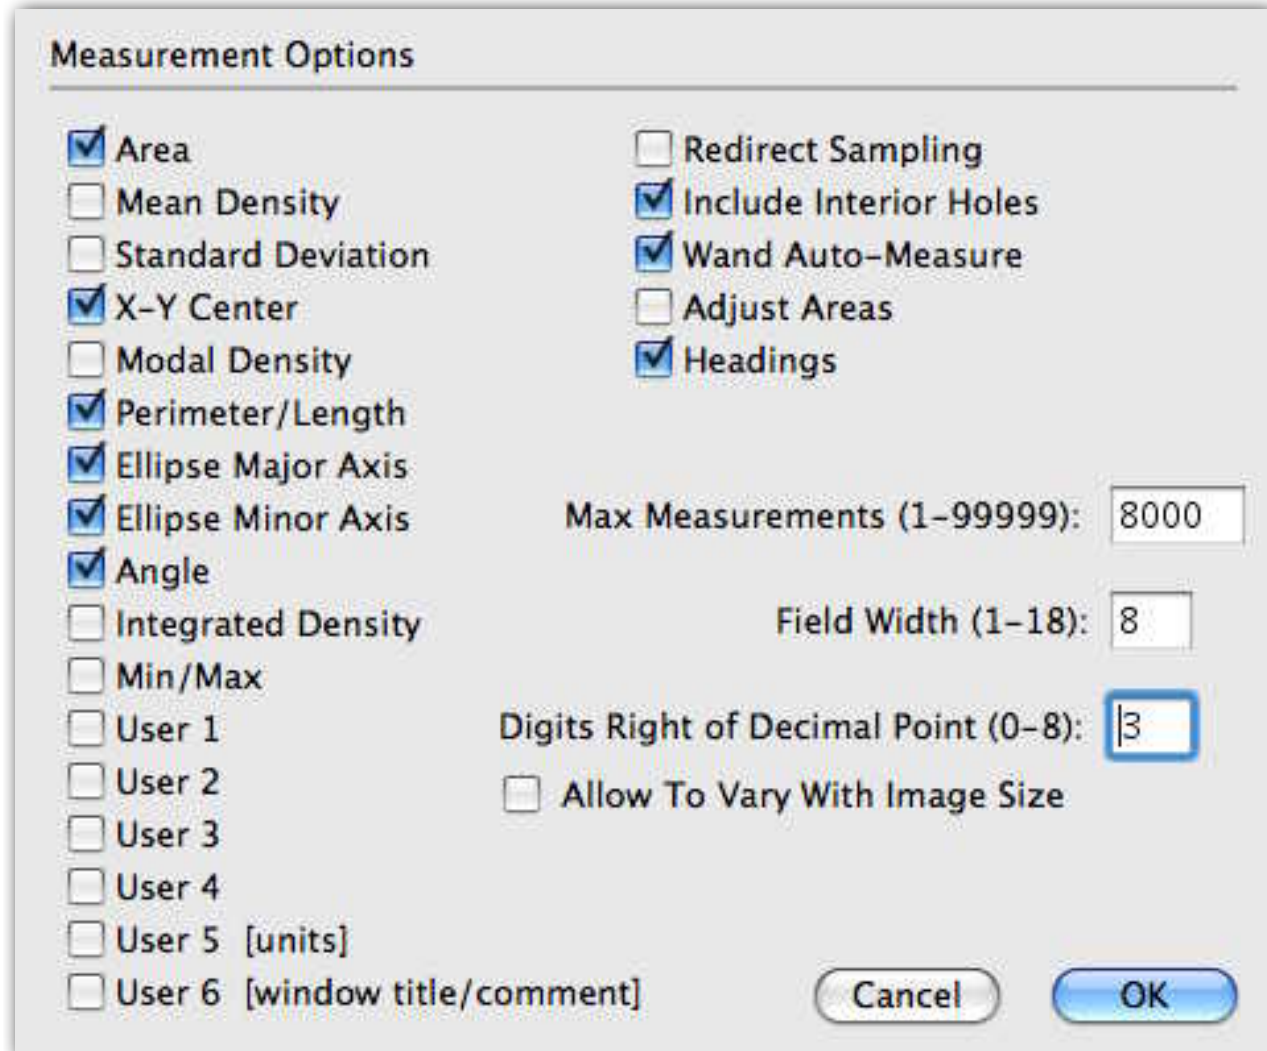 Measurement Options
Area
Mean Density
Standard Deviation
X-Y Center
Modal Density
Perimeter/Length
Ellipse Major Axis
Ellipse Minor Axis
Angle
Integrated Density
Min/Max
User 1
User 2
User 3
User 4
User 5 [units]
User 6 [window title/comment]
Redirect Sampling
Include Interior Holes
Wand Auto-Measure
Adjust Areas
Headings
Max Measurements (1-99999): 8000
Field Width (1-18): 8
Digits Right of Decimal Point (0-8): 3
Allow To Vary With Image Size
Cancel OK